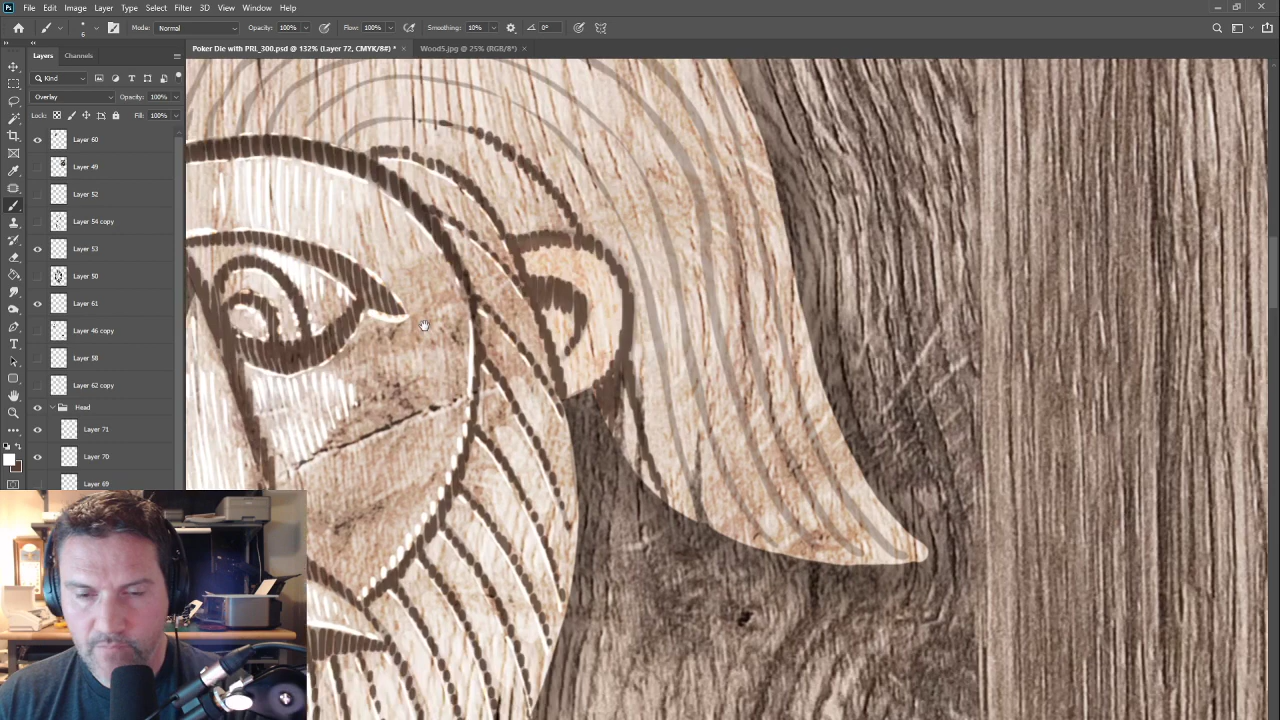 Ps File Edit Image Layer Type Select Filter 3D View Window Help
6 Mode: Normal Opacity: 100% Flow: 100% Smoothing: 10% 0°
Poker Die with PRL_300.psd @ 132% (Layer 72, CMYK/8#) * × Wood5.jpg @ 25% (RGB/8*) ×
Layers Channels
Kind
Overlay Opacity: 100%
Lock: Fill: 100%
Layer 60
Layer 49
Layer 52
Layer 54 copy
Layer 53
Layer 50
Layer 61
Layer 46 copy
Layer 58
Layer 62 copy
Head
Layer 71
Layer 70
Layer 69